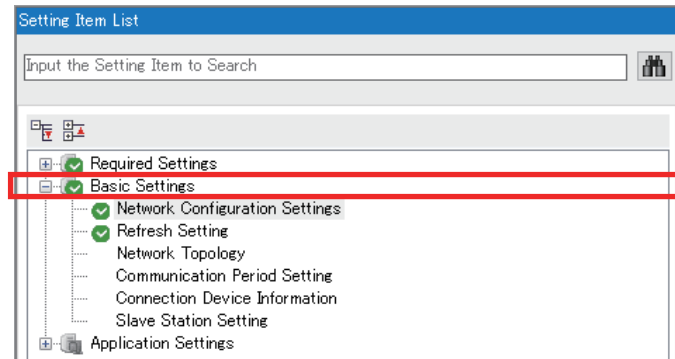 Setting Item List
Input the Setting Item to Search
Required Settings
Basic Settings
Network Configuration Settings
Refresh Setting
Network Topology
Communication Period Setting
Connection Device Information
Slave Station Setting
Application Settings